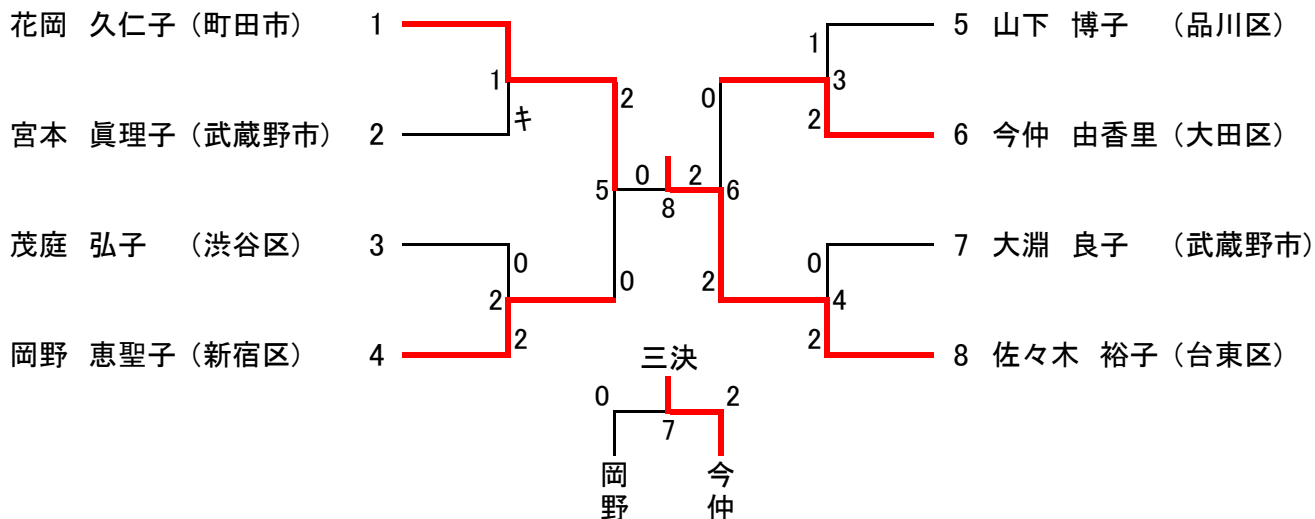 花岡 久仁子（町田市） 1
5 山下 博子 （品川区）
1
1
3
2
0
宮本 眞理子（武蔵野市） 2
キ
2
6 今仲 由香里（大田区）
0
2
5
6
8
茂庭 弘子 （渋谷区） 3
7 大淵 良子 （武蔵野市）
0
0
2
0
2
4
岡野 恵聖子（新宿区） 4
2
2
8 佐々木 裕子（台東区）
三決
0
2
7
岡野
今仲